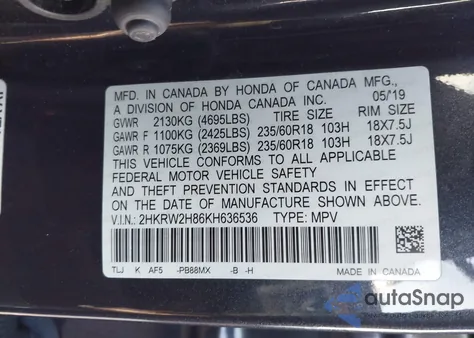 MFD. IN CANADA BY HONDA OF CANADA MFG.,
A DIVISION OF HONDA CANADA INC. 05/19
GVWR 2130KG (4695LBS) TIRE SIZE RIM SIZE
GAWR F 1100KG (2425LBS) 235/60R18 103H 18X7.5J
GAWR R 1075KG (2369LBS) 235/60R18 103H 18X7.5J
THIS VEHICLE CONFORMS TO ALL APPLICABLE
FEDERAL MOTOR VEHICLE SAFETY
AND THEFT PREVENTION STANDARDS IN EFFECT
ON THE DATE OF MANUFACTURE SHOWN ABOVE.
V.I.N.: 2HKRW2H86KH636536 TYPE: MPV
TLJ K AF5 -PB88MX -B -H MADE IN CANADA
autoSnap